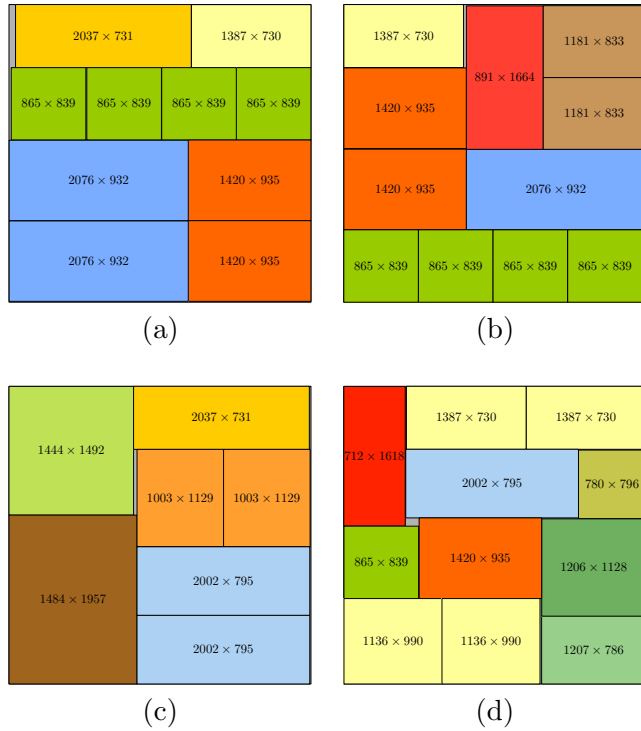 2037 × 731
1387 × 730
865 × 839
865 × 839
865 × 839
865 × 839
2076 × 932
1420 × 935
2076 × 932
1420 × 935
(a)
1387 × 730
891 × 1664
1181 × 833
1420 × 935
1181 × 833
1420 × 935
2076 × 932
865 × 839
865 × 839
865 × 839
865 × 839
(b)
1444 × 1492
2037 × 731
1003 × 1129
1003 × 1129
1484 × 1957
2002 × 795
2002 × 795
(c)
712 × 1618
1387 × 730
1387 × 730
2002 × 795
780 × 796
865 × 839
1420 × 935
1206 × 1128
1136 × 990
1136 × 990
1207 × 786
(d)